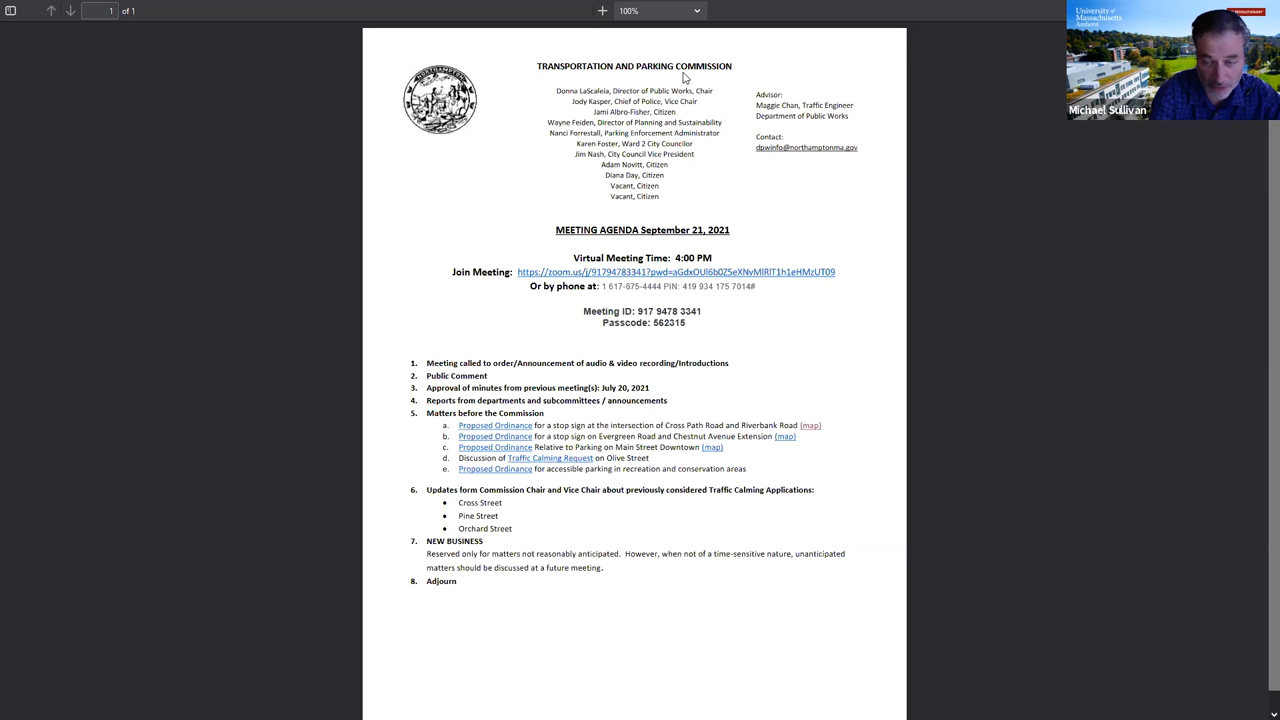 1 of 1
100%
University of
Massachusetts
Amherst
Michael Sullivan
NORTHAMPTON
TRANSPORTATION AND PARKING COMMISSION
Donna LaScaleia, Director of Public Works, Chair
Jody Kasper, Chief of Police, Vice Chair
Jami Albro-Fisher, Citizen
Wayne Feiden, Director of Planning and Sustainability
Nanci Forrestall, Parking Enforcement Administrator
Karen Foster, Ward 2 City Councilor
Jim Nash, City Council Vice President
Adam Novitt, Citizen
Diana Day, Citizen
Vacant, Citizen
Vacant, Citizen
Advisor:
Maggie Chan, Traffic Engineer
Department of Public Works
Contact:
dpwinfo@northamptonma.gov
MEETING AGENDA September 21, 2021
Virtual Meeting Time: 4:00 PM
Join Meeting: https://zoom.us/j/91794783341?pwd=aGdxOUl6b0Z5eXNvMlRlT1h1eHMzUT09
Or by phone at: 1 617-675-4444 PIN: 419 934 175 7014#
Meeting ID: 917 9478 3341
Passcode: 562315
1. Meeting called to order/Announcement of audio & video recording/Introductions
2. Public Comment
3. Approval of minutes from previous meeting(s): July 20, 2021
4. Reports from departments and subcommittees / announcements
5. Matters before the Commission
a. Proposed Ordinance for a stop sign at the intersection of Cross Path Road and Riverbank Road (map)
b. Proposed Ordinance for a stop sign on Evergreen Road and Chestnut Avenue Extension (map)
c. Proposed Ordinance Relative to Parking on Main Street Downtown (map)
d. Discussion of Traffic Calming Request on Olive Street
e. Proposed Ordinance for accessible parking in recreation and conservation areas
6. Updates form Commission Chair and Vice Chair about previously considered Traffic Calming Applications:
• Cross Street
• Pine Street
• Orchard Street
7. NEW BUSINESS
Reserved only for matters not reasonably anticipated. However, when not of a time-sensitive nature, unanticipated
matters should be discussed at a future meeting.
8. Adjourn